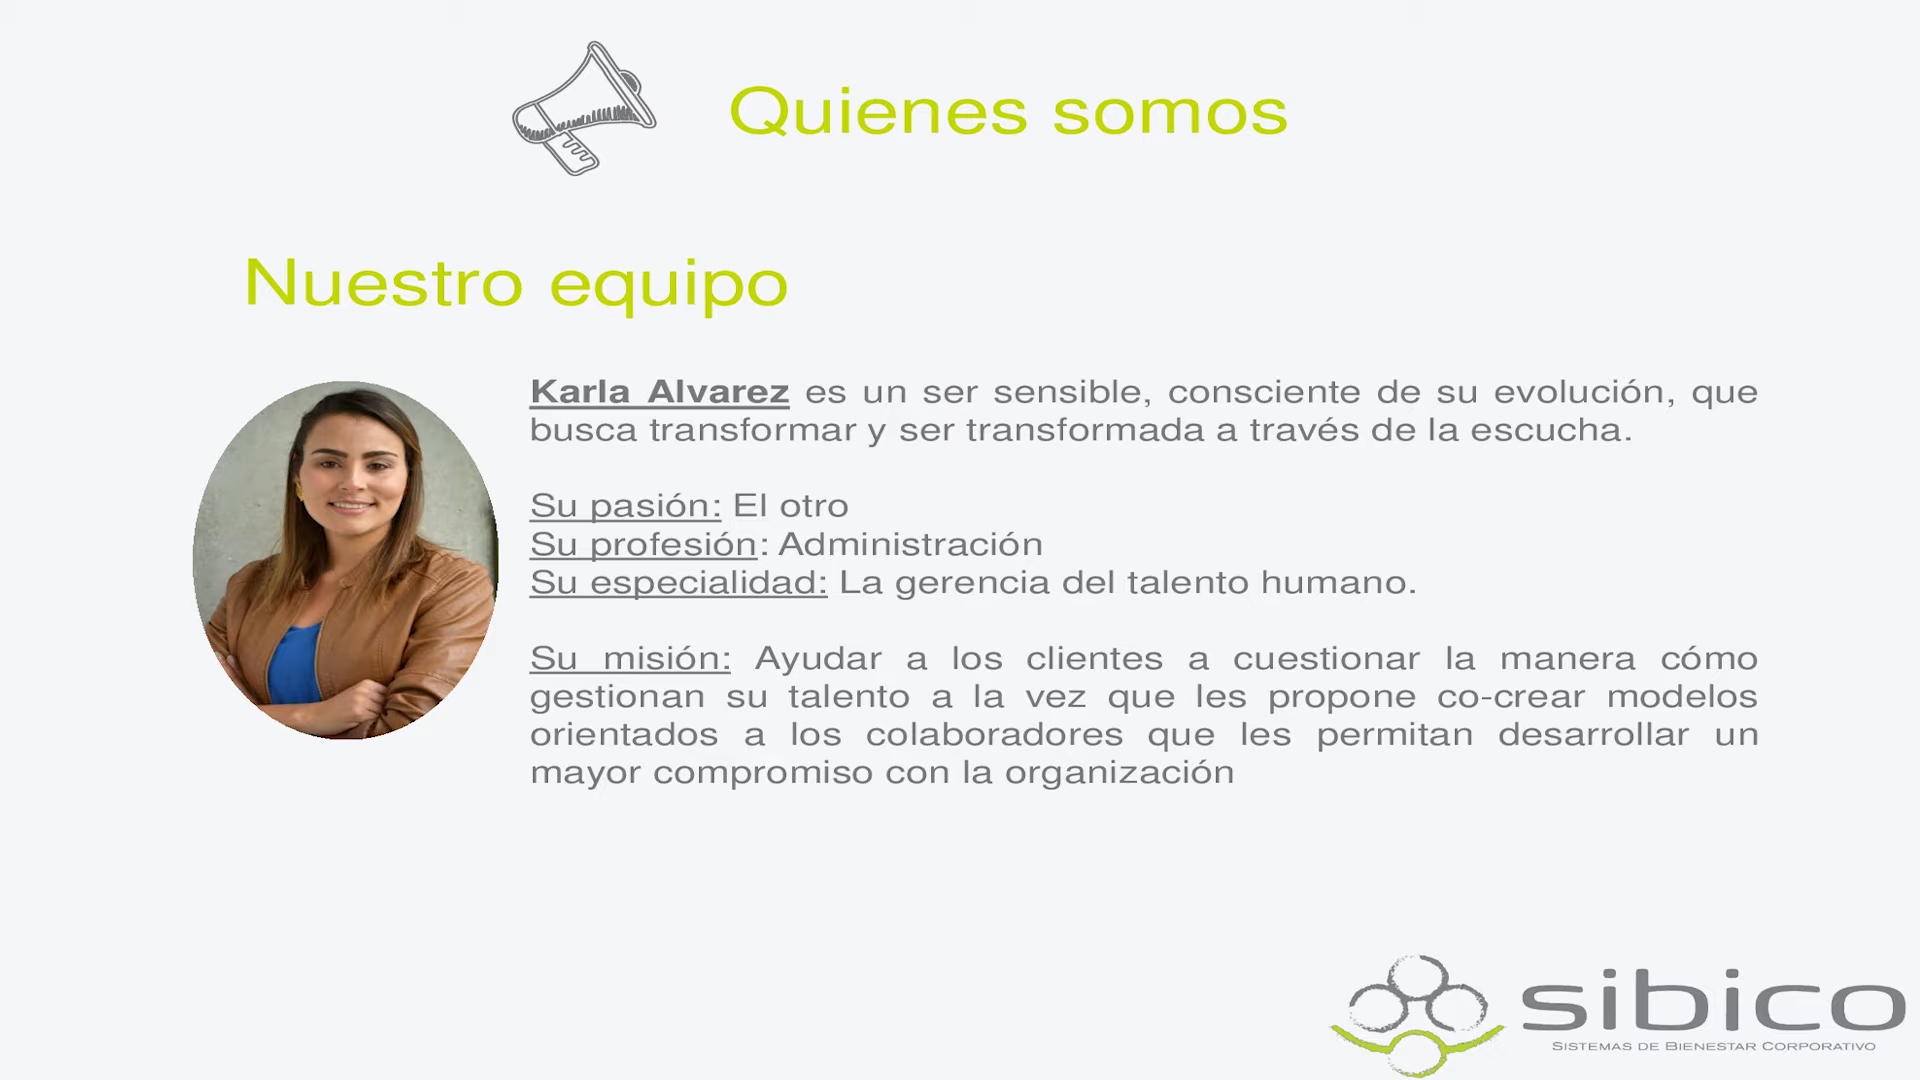 Quienes somos
Nuestro equipo
Karla Alvarez es un ser sensible, consciente de su evolución, que
busca transformar y ser transformada a través de la escucha.
Su pasión: El otro
Su profesión: Administración
Su especialidad: La gerencia del talento humano.
Su misión: Ayudar a los clientes a cuestionar la manera cómo
gestionan su talento a la vez que les propone co-crear modelos
orientados a los colaboradores que les permitan desarrollar un
mayor compromiso con la organización
sibico
Sistemas de Bienestar Corporativo